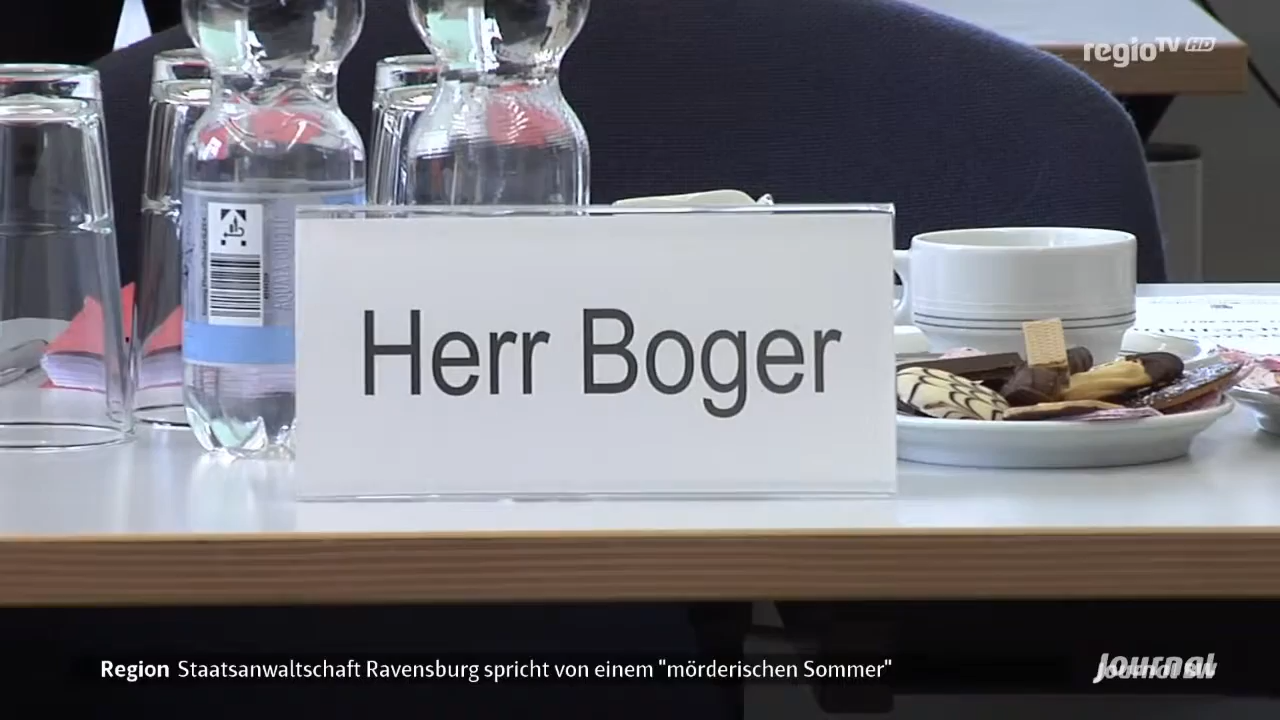 regioTV HD
Herr Boger
Region Staatsanwaltschaft Ravensburg spricht von einem "mörderischen Sommer"
Journal